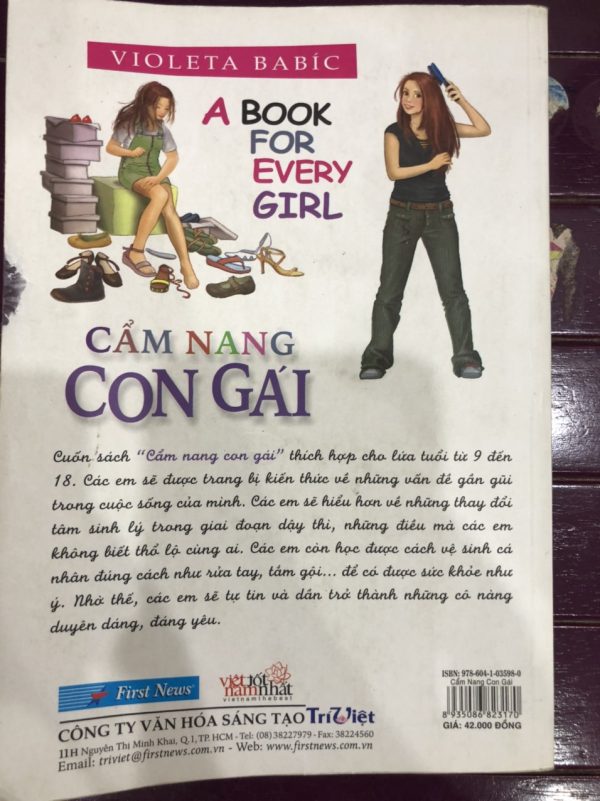 VIOLETA BABÍC
A BOOK
FOR
EVERY
GIRL
CẨM NANG
CON GÁI
Cuốn sách "Cẩm nang con gái" thích hợp cho lứa tuổi từ 9 đến
18. Các em sẽ được trang bị kiến thức về những vấn đề gần gũi
trong cuộc sống của mình. Các em sẽ hiểu hơn về những thay đổi
tâm sinh lý trong giai đoạn dậy thì, những điều mà các em
không biết thổ lộ cùng ai. Các em còn học được cách vệ sinh cá
nhân đúng cách như rửa tay, tắm gội... để có được sức khỏe như
ý. Nhờ thế, các em sẽ tự tin và dần trở thành những cô nàng
duyên dáng, đáng yêu.
First News
việt tốt
nam nhất
vietnamthebest
CÔNG TY VĂN HÓA SÁNG TẠO Trí Việt
11H Nguyễn Thị Minh Khai, Q.1, TP. HCM - Tel: (08) 38227979 - Fax: 38224560
Email: triviet@firstnews.com.vn - Web: www.firstnews.com.vn
ISBN: 978-604-1-03598-0
Cẩm Nang Con Gái
8 935086 823170
GIÁ: 42.000 ĐỒNG